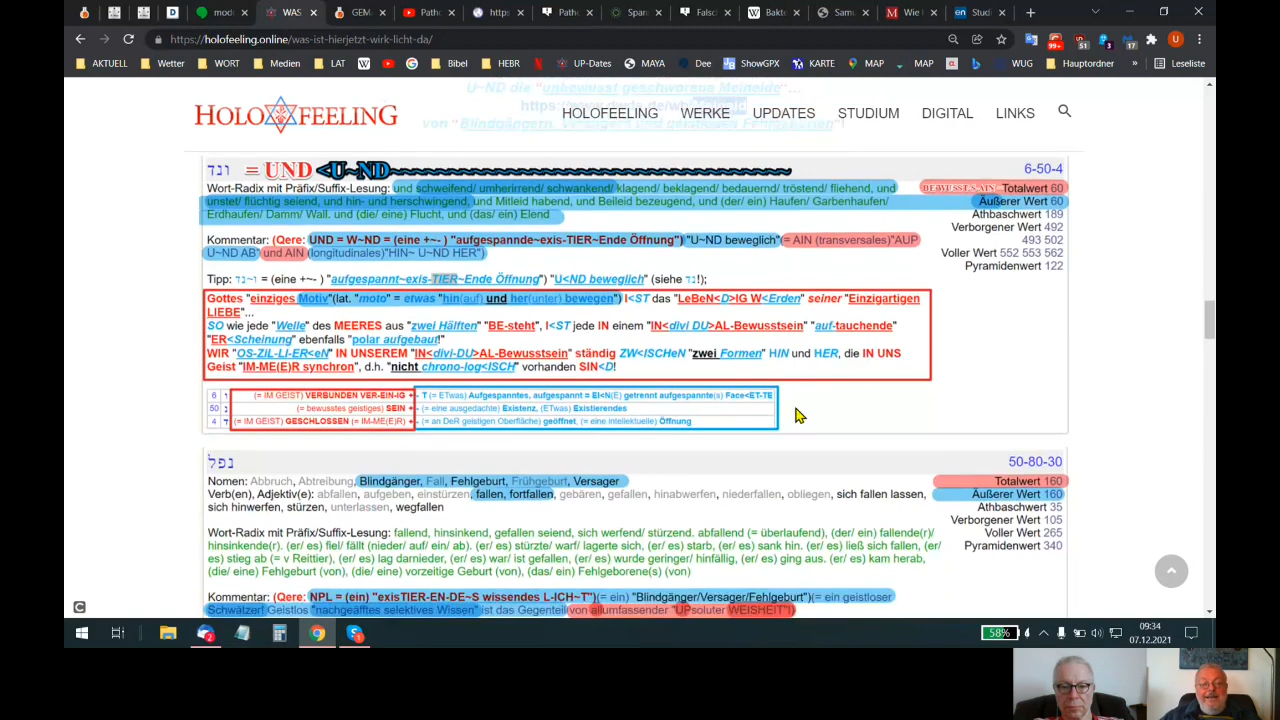 mod
WAS
GEM
Path
https
Path
Span
Falsc
Bakte
Samu
Wie
Studi
https://holofeeling.online/was-ist-hierjetzt-wirk-licht-da/
AKTUELL Wetter WORT Medien LAT Bibel HEBR UP-Dates MAYA Dee ShowGPX KARTE MAP MAP WUG Hauptordner Leseliste
U~ND die "unbekwusst geschworene Meineide"...
HOLOFEELING HOLOFEELING WERKE UPDATES STUDIUM DIGITAL LINKS
von "Blindgängern, Versagern und geistlosen Fehlgeburten"!
ונד = UND <U~ND~~~~~~~~~~~~~~~~~~~~ 6-50-4
Wort-Radix mit Präfix/Suffix-Lesung: und schweifend/ umherirrend/ schwankend/ klagend/ beklagend/ bedauernd/ tröstend/ fliehend, und
unstet/ flüchtig seiend, und hin- und herschwingend, und Mitleid habend, und Beileid bezeugend, und (der/ ein) Haufen/ Garbenhaufen/
Erdhaufen/ Damm/ Wall. und (die/ eine) Flucht, und (das/ ein) Elend
Totalwert 60
Äußerer Wert 60
Athbaschwert 189
Verborgener Wert 492
493 502
Voller Wert 552 553 562
Pyramidenwert 122
Kommentar: (Qere: UND = W~ND = (eine +~- ) "aufgespannde~exis-TIER~Ende Öffnung") "U~ND beweglich"(= AIN (transversales)"AUP
U~ND AB" und AIN (longitudinales)"HIN~ U~ND HER")
Tipp: ו~נד = (eine +~- ) "aufgespannt~exis-TIER~Ende Öffnung") "U<ND beweglich" (siehe נד!);
Gottes "einziges Motiv"(lat. "moto" = etwas "hin(auf) und her(unter) bewegen") I<ST das "LeBeN<D>IG W<Erden" seiner "Einzigartigen
LIEBE"...
SO wie jede "Welle" des MEERES aus "zwei Hälften" "BE-steht", I<ST jede IN einem "IN<divi DU>AL-Bewusstsein" "auf-tauchende"
"ER<Scheinung" ebenfalls "polar aufgebaut!"
WIR "OS-ZiL-LI-ER<eN" IN UNSEREM "IN<divi-DU>AL-Bewusstsein" ständig ZW<ISCHeN "zwei Formen" HIN und HER, die IN UNS
Geist "IM-ME(E)R synchron", d.h. "nicht chrono-log<ISCH" vorhanden SIN<D!
6 ו (= IM GEIST) VERBUNDEN VER-EIN-IG +- T (= ETwas) Aufgespanntes, aufgespannt = EI<N(E) getrennt aufgespannte(s) Face<ET-TE
50 נ (= bewusstes geistiges) SEIN +- (= eine ausgedachte) Existenz, (ETwas) Existierendes
4 ד (= IM GEIST) GESCHLOSSEN (= IM-ME(E)R) +- (= an DeR geistigen Oberfläche) geöffnet, (= eine intellektuelle) Öffnung
נפל 50-80-30
Nomen: Abbruch, Abtreibung, Blindgänger, Fall, Fehlgeburt, Frühgeburt, Versager
Verb(en), Adjektiv(e): abfallen, aufgeben, einstürzen, fallen, fortfallen, gebären, gefallen, hinabwerfen, niederfallen, obliegen, sich fallen lassen,
sich hinwerfen, stürzen, unterlassen, wegfallen
Totalwert 160
Äußerer Wert 160
Athbaschwert 35
Verborgener Wert 105
Voller Wert 265
Pyramidenwert 340
Wort-Radix mit Präfix/Suffix-Lesung: fallend, hinsinkend, gefallen seiend, sich werfend/ stürzend. abfallend (= überlaufend), (der/ ein) fallende(r)/
hinsinkende(r). (er/ es) fiel/ fällt (nieder/ auf/ ein/ ab). (er/ es) stürzte/ warf/ lagerte sich, (er/ es) starb, (er/ es) sank hin. (er/ es) ließ sich fallen, (er/
es) stieg ab (= v Reittier), (er/ es) lag darnieder, (er/ es) war/ ist gefallen, (er/ es) wurde geringer/ hinfällig, (er/ es) ging aus. (er/ es) kam herab,
(die/ eine) Fehlgeburt (von), (die/ eine) vorzeitige Geburt (von), (das/ ein) Fehlgeborene(s) (von)
Kommentar: (Qere: NPL = (ein) "exisTIER-EN-DE~S wissendes L-ICH~T")(= ein) "Blindgänger/Versager/Fehlgeburt"(= ein geistloser
Schwätzer! Geistlos "nachgeäfftes selektives Wissen" ist das Gegenteil von allumfassender "UPsoluter WEISHEIT"!)
58% 09:34
07.12.2021